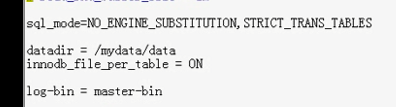 sql_mode=NO_ENGINE_SUBSTITUTION,STRICT_TRANS_TABLES
datadir = /mydata/data
innodb_file_per_table = ON
log-bin = master-bin